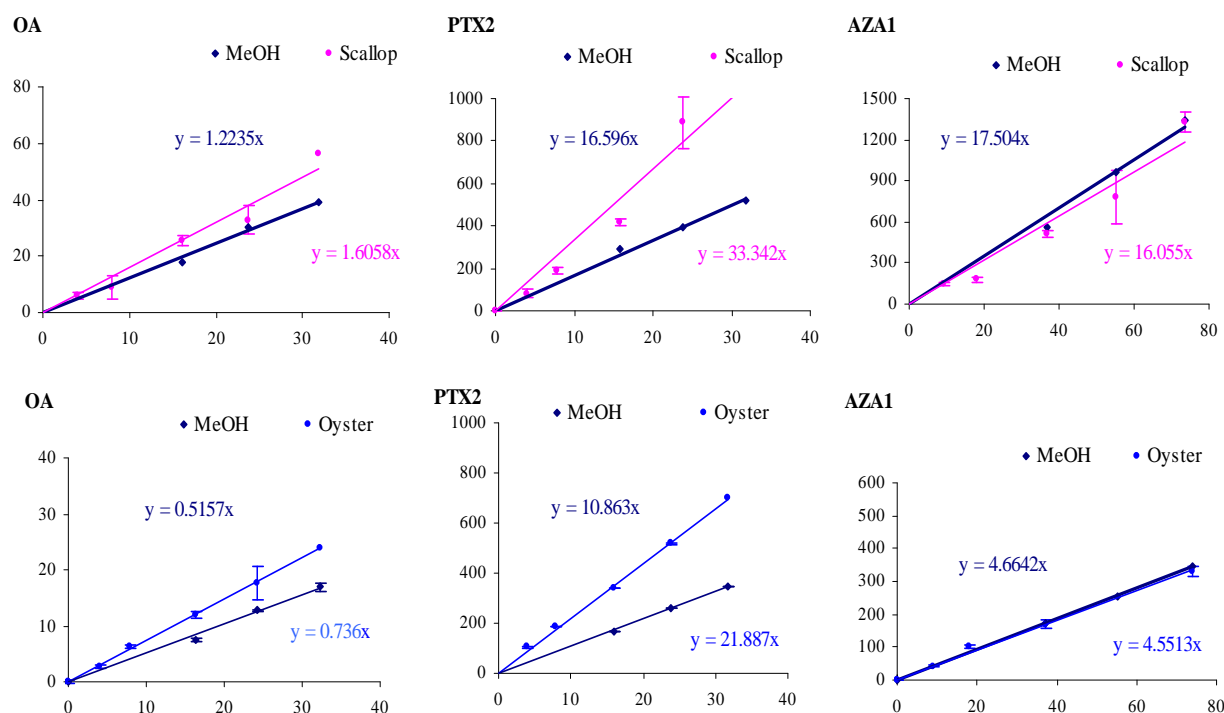 OA
MeOH Scallop
80
60
40
20
0
0 10 20 30 40
y = 1.2235x
y = 1.6058x
PTX2
MeOH Scallop
1000
800
600
400
200
0
0 10 20 30 40
y = 16.596x
y = 33.342x
AZA1
MeOH Scallop
1500
1200
900
600
300
0
0 20 40 60 80
y = 17.504x
y = 16.055x
OA
MeOH Oyster
40
30
20
10
0
0 10 20 30 40
y = 0.5157x
y = 0.736x
PTX2
MeOH Oyster
1000
800
600
400
200
0
0 10 20 30 40
y = 10.863x
y = 21.887x
AZA1
MeOH Oyster
600
500
400
300
200
100
0
0 20 40 60 80
y = 4.6642x
y = 4.5513x